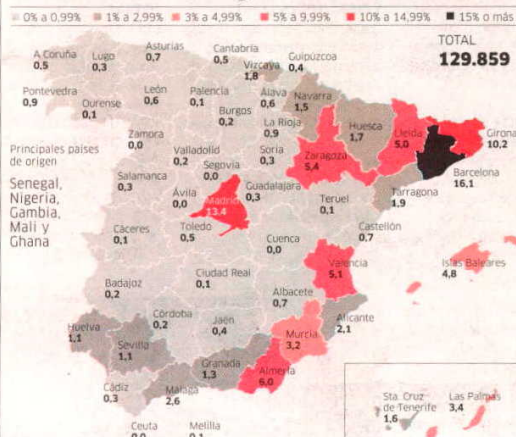 0% a 0,99% 1% a 2,99% 3% a 4,99% 5% a 9,99% 10% a 14,99% 15% o más
TOTAL
129.859
A Coruña
0,5
Lugo
0,3
Asturias
0,7
Cantabria
0,5
Vizcaya
1,8
Guipúzcoa
0,4
Pontevedra
0,9
Ourense
0,1
León
0,6
Palencia
0,1
Burgos
0,2
Álava
0,6
La Rioja
0,9
Navarra
1,5
Huesca
1,7
Lleida
5,0
Girona
10,2
Barcelona
16,1
Zamora
0,0
Valladolid
0,2
Segovia
0,0
Soria
0,3
Zaragoza
5,4
Tarragona
1,9
Principales países
de origen
Senegal,
Nigeria,
Gambia,
Mali y
Ghana
Salamanca
0,3
Ávila
0,0
Madrid
13,4
Guadalajara
0,3
Teruel
0,1
Castellón
0,7
Cáceres
0,1
Toledo
0,5
Cuenca
0,0
Valencia
5,1
Islas Baleares
4,8
Badajoz
0,2
Ciudad Real
0,1
Albacete
0,7
Alicante
2,1
Huelva
1,1
Sevilla
1,1
Córdoba
0,2
Jaén
0,4
Murcia
3,2
Cádiz
0,3
Málaga
2,6
Granada
1,3
Almería
6,0
Ceuta
0,0
Melilla
0,1
Sta. Cruz
de Tenerife
1,6
Las Palmas
3,4